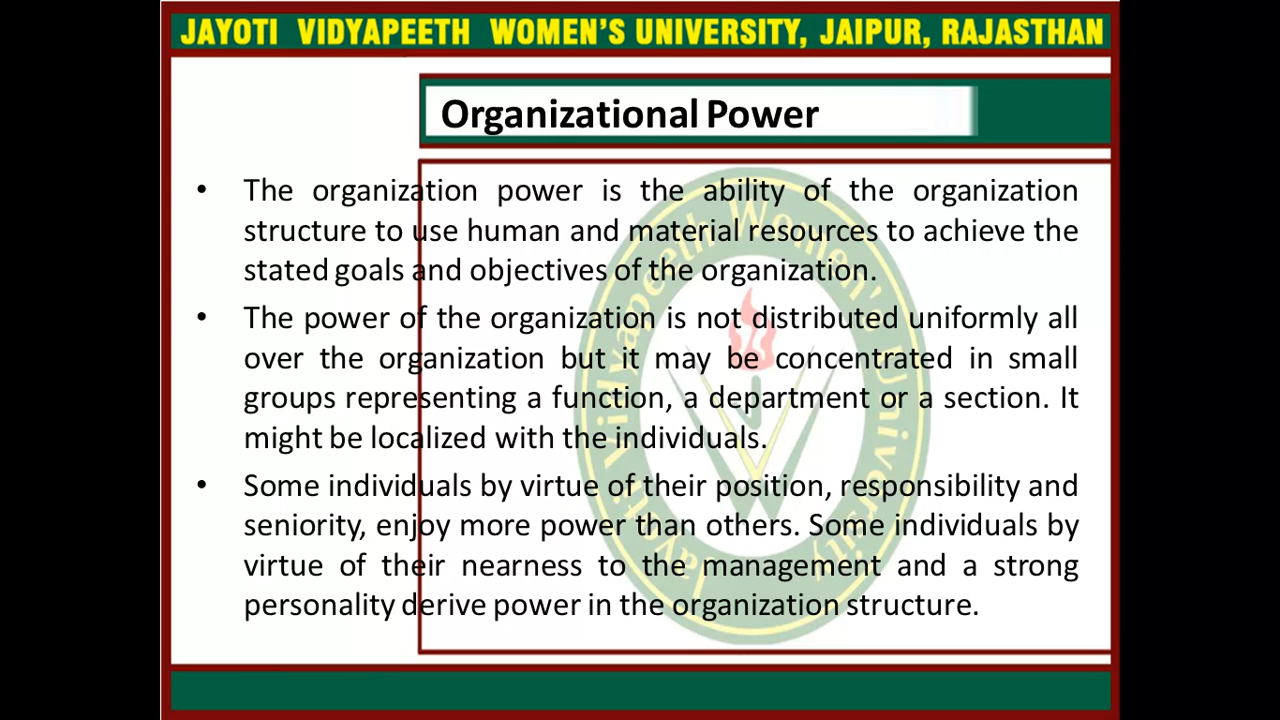 JAYOTI VIDYAPEETH WOMEN'S UNIVERSITY, JAIPUR, RAJASTHAN
Organizational Power
• The organization power is the ability of the organization
structure to use human and material resources to achieve the
stated goals and objectives of the organization.
• The power of the organization is not distributed uniformly all
over the organization but it may be concentrated in small
groups representing a function, a department or a section. It
might be localized with the individuals.
• Some individuals by virtue of their position, responsibility and
seniority, enjoy more power than others. Some individuals by
virtue of their nearness to the management and a strong
personality derive power in the organization structure.
Jayoti Vidyapeeth Women's University